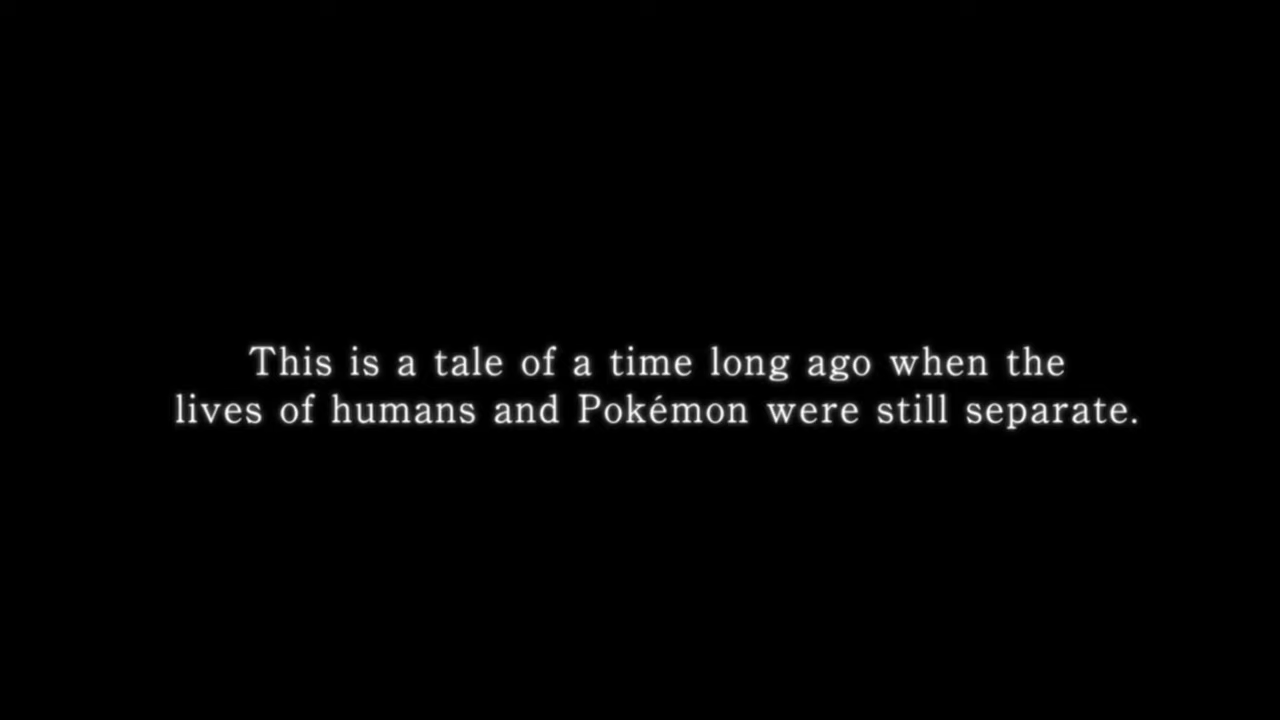 This is a tale of a time long ago when the
lives of humans and Pokémon were still separate.